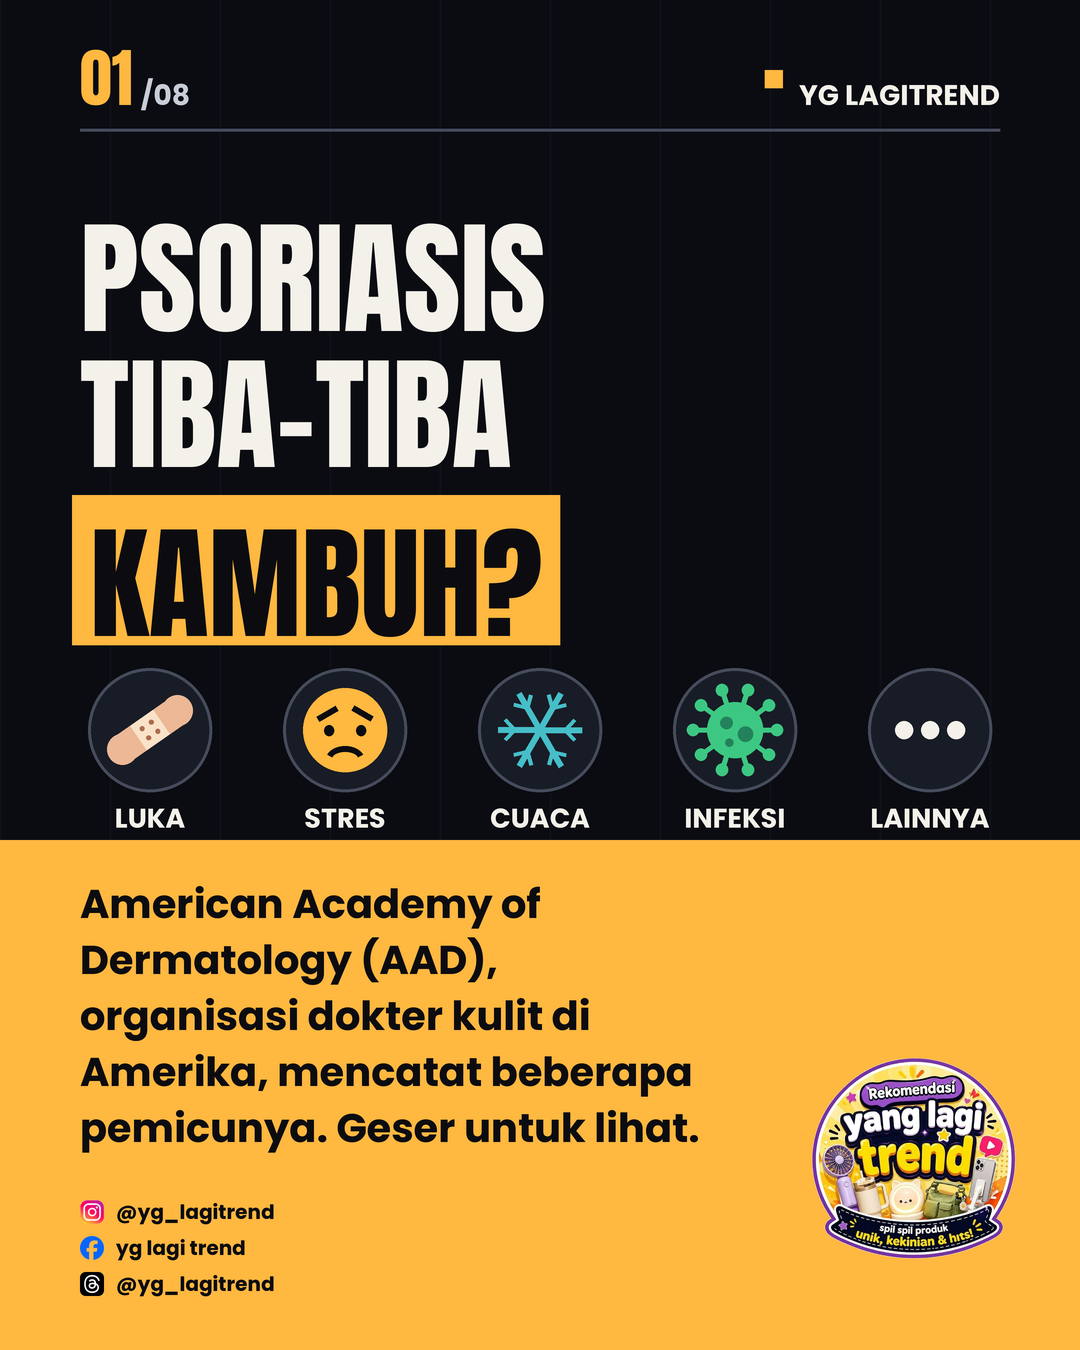 01 /08
YG LAGITREND
PSORIASIS
TIBA-TIBA
KAMBUH?
LUKA
STRES
CUACA
INFEKSI
LAINNYA
American Academy of
Dermatology (AAD),
organisasi dokter kulit di
Amerika, mencatat beberapa
pemicunya. Geser untuk lihat.
@yg_lagitrend
yg lagi trend
@yg_lagitrend
Rekomendasi
yang lagi
trend
spil spil produk
unik, kekinian & hits!